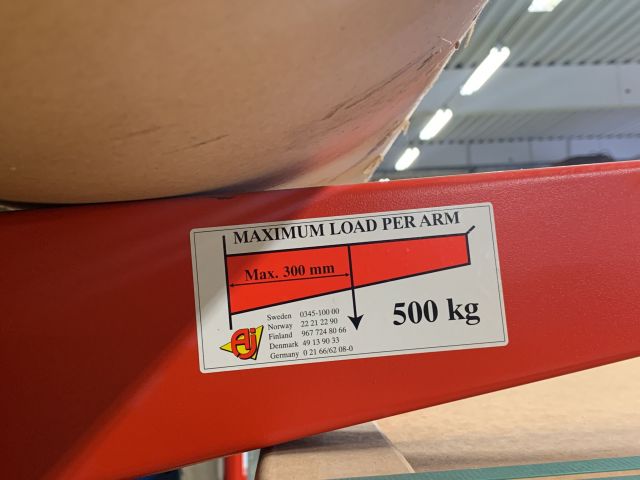 MAXIMUM LOAD PER ARM
Max. 300 mm
500 kg
Sweden 0345-100 00
Norway 22 21 22 90
Finland 967 724 80 66
Denmark 49 13 90 33
Germany 0 21 66/62 08-0
Aj